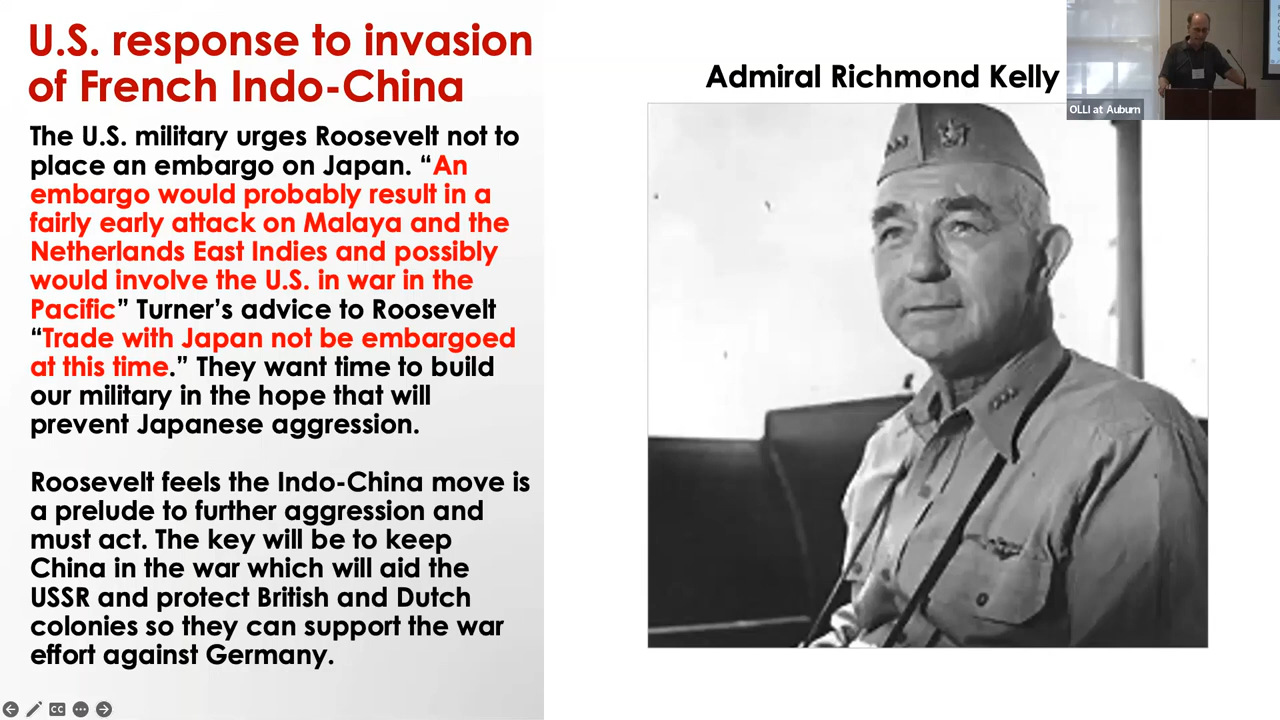 U.S. response to invasion
of French Indo-China
The U.S. military urges Roosevelt not to
place an embargo on Japan. “An
embargo would probably result in a
fairly early attack on Malaya and the
Netherlands East Indies and possibly
would involve the U.S. in war in the
Pacific” Turner’s advice to Roosevelt
“Trade with Japan not be embargoed
at this time.” They want time to build
our military in the hope that will
prevent Japanese aggression.
Roosevelt feels the Indo-China move is
a prelude to further aggression and
must act. The key will be to keep
China in the war which will aid the
USSR and protect British and Dutch
colonies so they can support the war
effort against Germany.
Admiral Richmond Kelly
OLLI at Auburn
CC